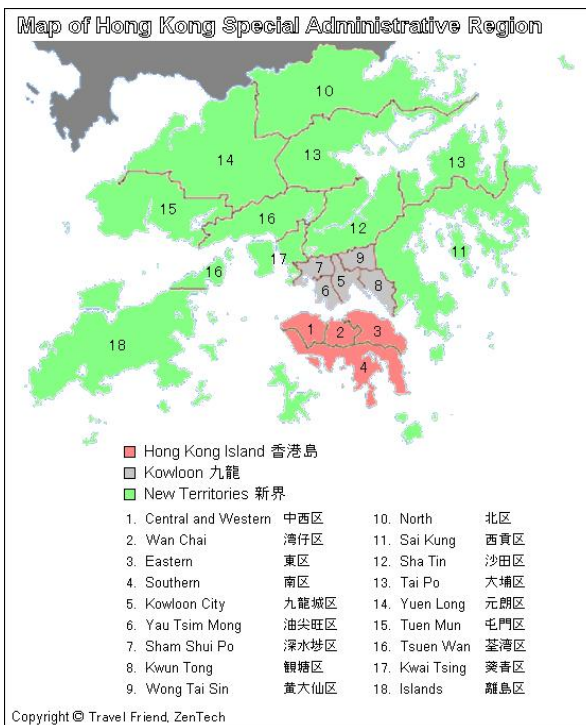 Map of Hong Kong Special Administrative Region
10
14
13
13
15
16
12
11
17
9
7
5
16
6
8
18
1
2
3
4
Hong Kong Island 香港島
Kowloon 九龍
New Territories 新界
1. Central and Western 中西区
2. Wan Chai 湾仔区
3. Eastern 東区
4. Southern 南区
5. Kowloon City 九龍城区
6. Yau Tsim Mong 油尖旺区
7. Sham Shui Po 深水埗区
8. Kwun Tong 観塘区
9. Wong Tai Sin 黄大仙区
10. North 北区
11. Sai Kung 西貢区
12. Sha Tin 沙田区
13. Tai Po 大埔区
14. Yuen Long 元朗区
15. Tuen Mun 屯門区
16. Tsuen Wan 荃湾区
17. Kwai Tsing 葵青区
18. Islands 離島区
Copyright © Travel Friend, ZenTech